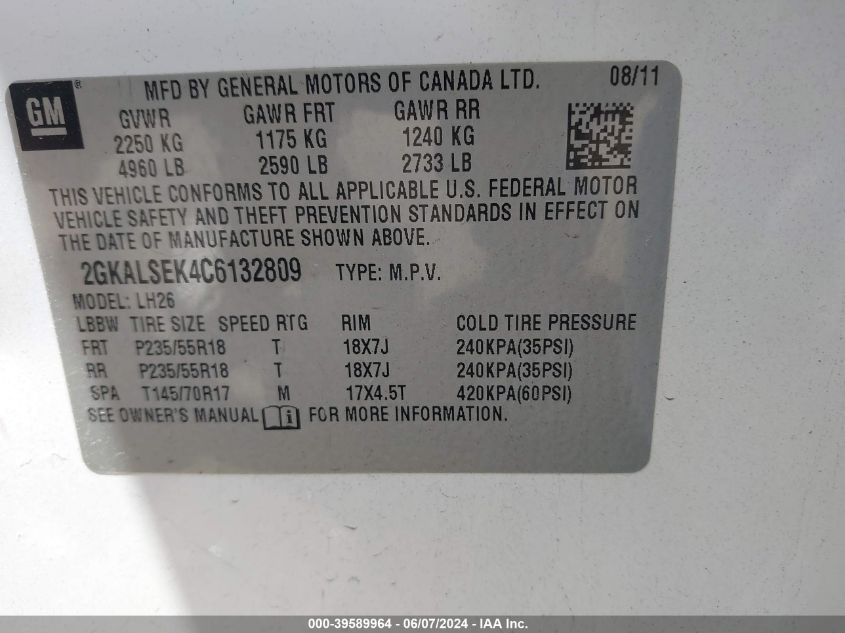 GM ®
MFD BY GENERAL MOTORS OF CANADA LTD. 08/11
GVWR GAWR FRT GAWR RR
2250 KG 1175 KG 1240 KG
4960 LB 2590 LB 2733 LB
THIS VEHICLE CONFORMS TO ALL APPLICABLE U.S. FEDERAL MOTOR
VEHICLE SAFETY AND THEFT PREVENTION STANDARDS IN EFFECT ON
THE DATE OF MANUFACTURE SHOWN ABOVE.
2GKALSEK4C6132809 TYPE: M.P.V.
MODEL: LH26
LBBW TIRE SIZE SPEED RTG RIM COLD TIRE PRESSURE
FRT P235/55R18 T 18X7J 240KPA(35PSI)
RR P235/55R18 T 18X7J 240KPA(35PSI)
SPA T145/70R17 M 17X4.5T 420KPA(60PSI)
SEE OWNER'S MANUAL i FOR MORE INFORMATION.
000-39589964 - 06/07/2024 - IAA Inc.